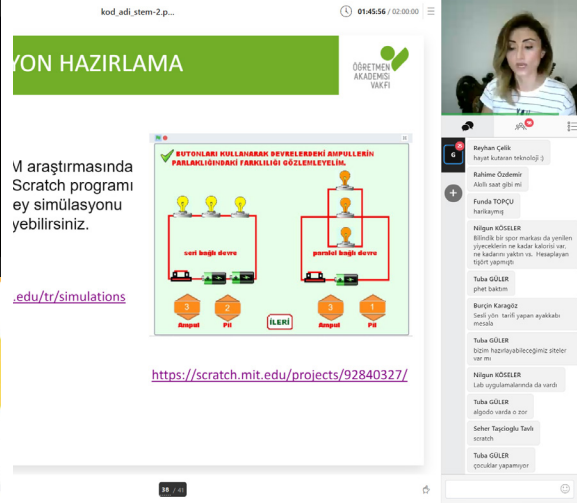 kod_adi_stem-2.p...
01:45:56 / 02:00:00
YON HAZIRLAMA
ÖĞRETMEN
AKADEMİSİ
VAKFI
M araştırmasında
Scratch programı
ey simülasyonu
yebilirsiniz.
.edu/tr/simulations
BUTONLARI KULLANARAK DEVRELERDEKİ AMPULLERİN
PARLAKLIĞINDAKİ FARKLILIĞI GÖZLEMLEYELİM.
seri bağlı devre
paralel bağlı devre
3
2
3
1
Ampul
Pil
İLERİ
Ampul
Pil
https://scratch.mit.edu/projects/92840327/
38 / 41
G
Reyhan Çelik
hayat kutaran teknoloji :)
Rahime Özdemir
Akıllı saat gibi mi
Funda TOPÇU
harikaymış
Nilgun KÖSELER
Bilindik bir spor markası da yenilen
yiyeceklerin ne kadar kalorisi var.
ne kadarını yaktın vs. Hesaplayan
tişört yapmıştı
Tuba GÜLER
phet baktım
Burçin Karagöz
Sesli yön tarifi yapan ayakkabı
mesala
Tuba GÜLER
bizim hazırlayabileceğimiz siteler
var mı
Nilgun KÖSELER
Lab uygulamalarında da vardı
Tuba GÜLER
algodo varda o zor
Seher Taşcioglu Tavlı
scratch
Tuba GÜLER
çocuklar yapamıyor